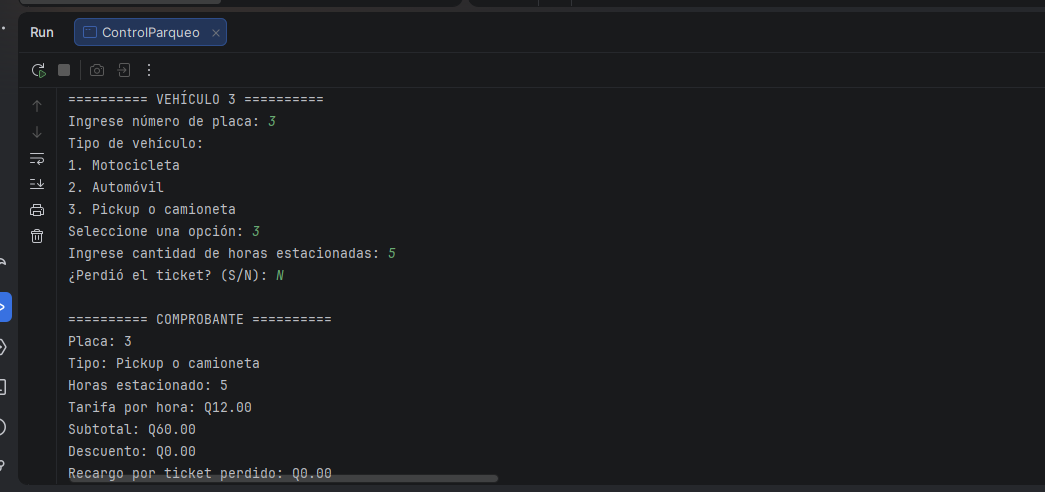 Run
ControlParqueo
========== VEHÍCULO 3 ==========
Ingrese número de placa: 3
Tipo de vehículo:
1. Motocicleta
2. Automóvil
3. Pickup o camioneta
Seleccione una opción: 3
Ingrese cantidad de horas estacionadas: 5
¿Perdió el ticket? (S/N): N
========== COMPROBANTE ==========
Placa: 3
Tipo: Pickup o camioneta
Horas estacionado: 5
Tarifa por hora: Q12.00
Subtotal: Q60.00
Descuento: Q0.00
Recargo por ticket perdido: Q0.00